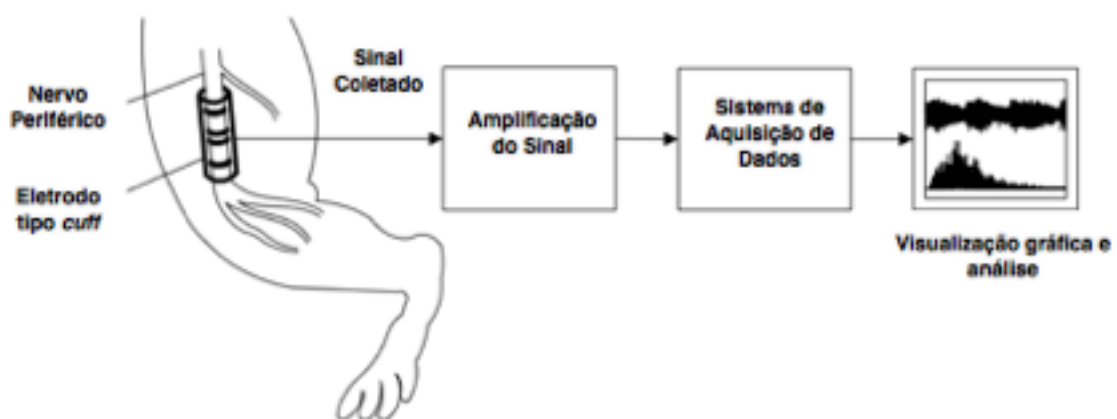 Sinal
Coletado
Nervo
Periférico
Eletrodo
tipo cuff
Amplificação
do Sinal
Sistema de
Aquisição de
Dados
Visualização gráfica e
análise